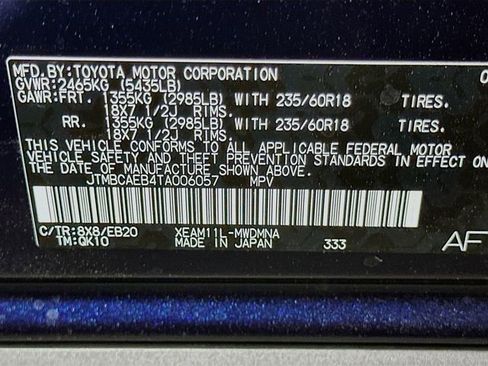 MFD.BY:TOYOTA MOTOR CORPORATION
GVWR:2465KG (5435LB)
GAWR:FRT. 1355KG (2985LB) WITH 235/60R18 TIRES.
18X7 1/2J RIMS.
RR. 1355KG (2985LB) WITH 235/60R18 TIRES.
18X7 1/2J RIMS.
THIS VEHICLE CONFORMS TO ALL APPLICABLE FEDERAL MOTOR
VEHICLE SAFETY AND THEFT PREVENTION STANDARDS IN EFFECT ON
THE DATE OF MANUFACTURE SHOWN ABOVE.
JTMBCAEB4TA006057 MPV
C/TR:8X8/EB20 XEAM11L-MWDMNA
TM:QK10 MADE IN JAPAN 333